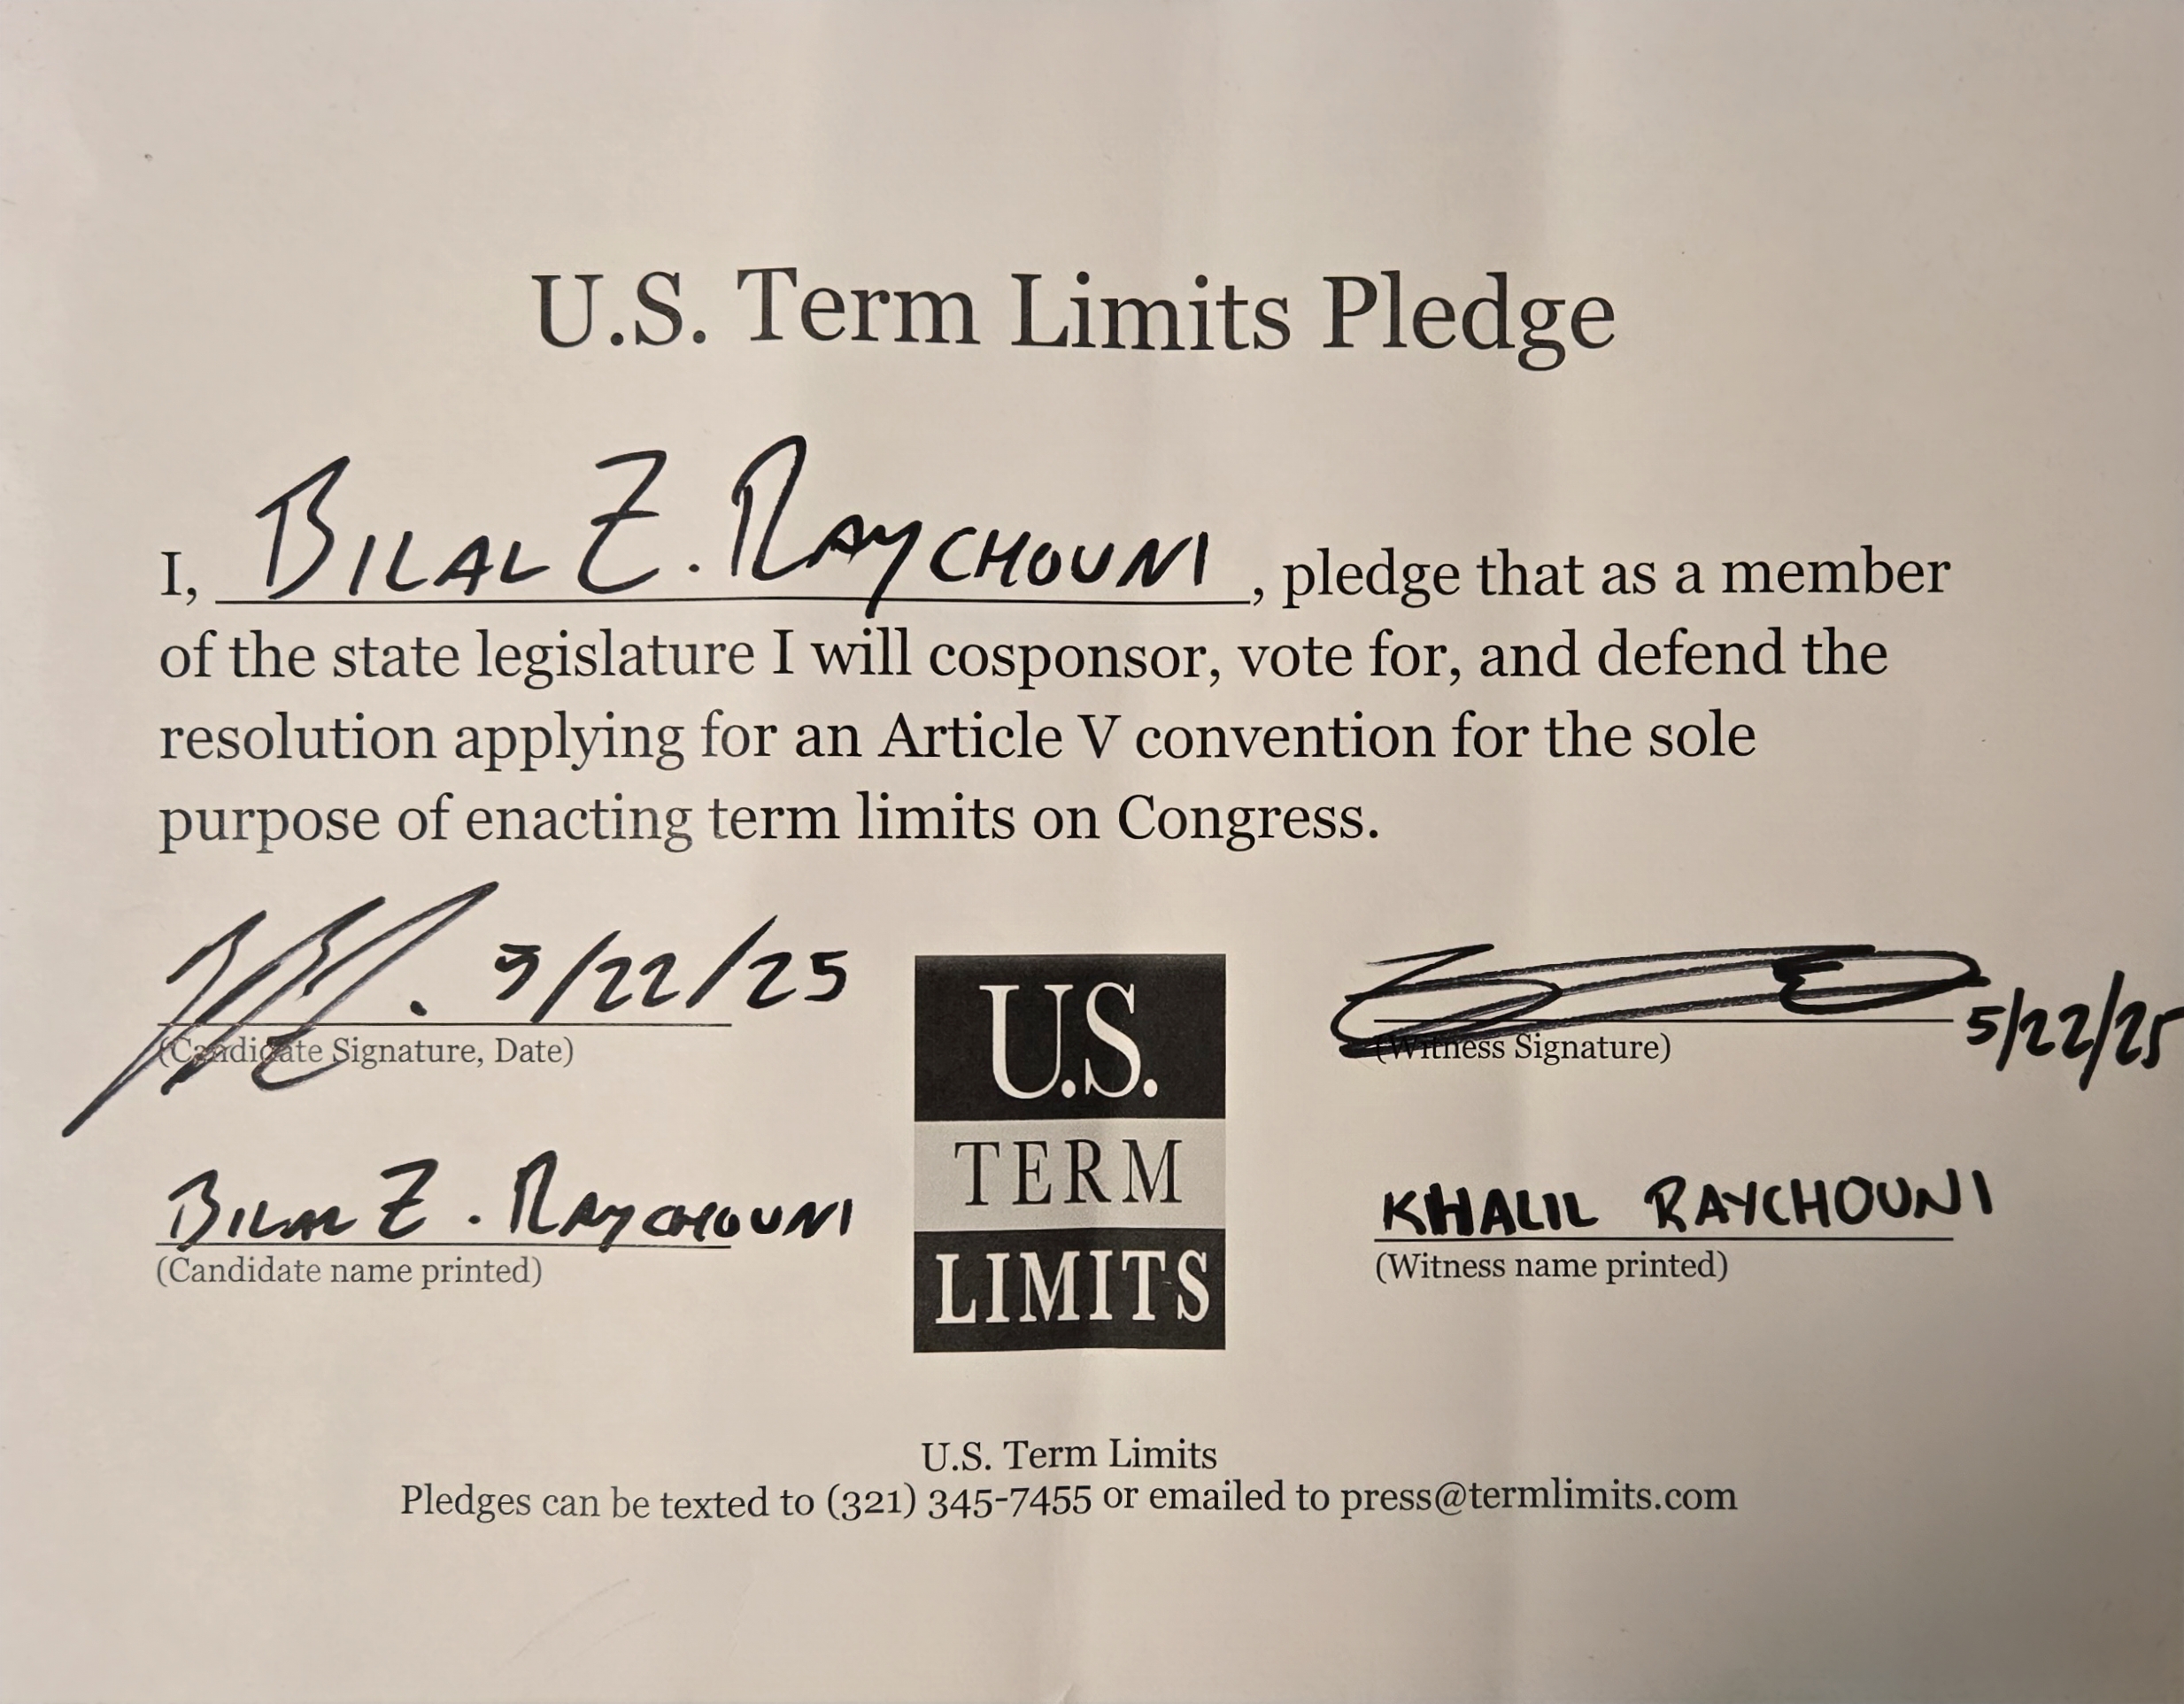 U.S. Term Limits Pledge
I, BILAL Z. RAYCHOUNI, pledge that as a member
of the state legislature I will cosponsor, vote for, and defend the
resolution applying for an Article V convention for the sole
purpose of enacting term limits on Congress.
5/22/25
(Candidate Signature, Date)
5/22/25
(Witness Signature)
BILAL Z. RAYCHOUNI
(Candidate name printed)
KHALIL RAYCHOUNI
(Witness name printed)
U.S.
TERM
LIMITS
U.S. Term Limits
Pledges can be texted to (321) 345-7455 or emailed to press@termlimits.com